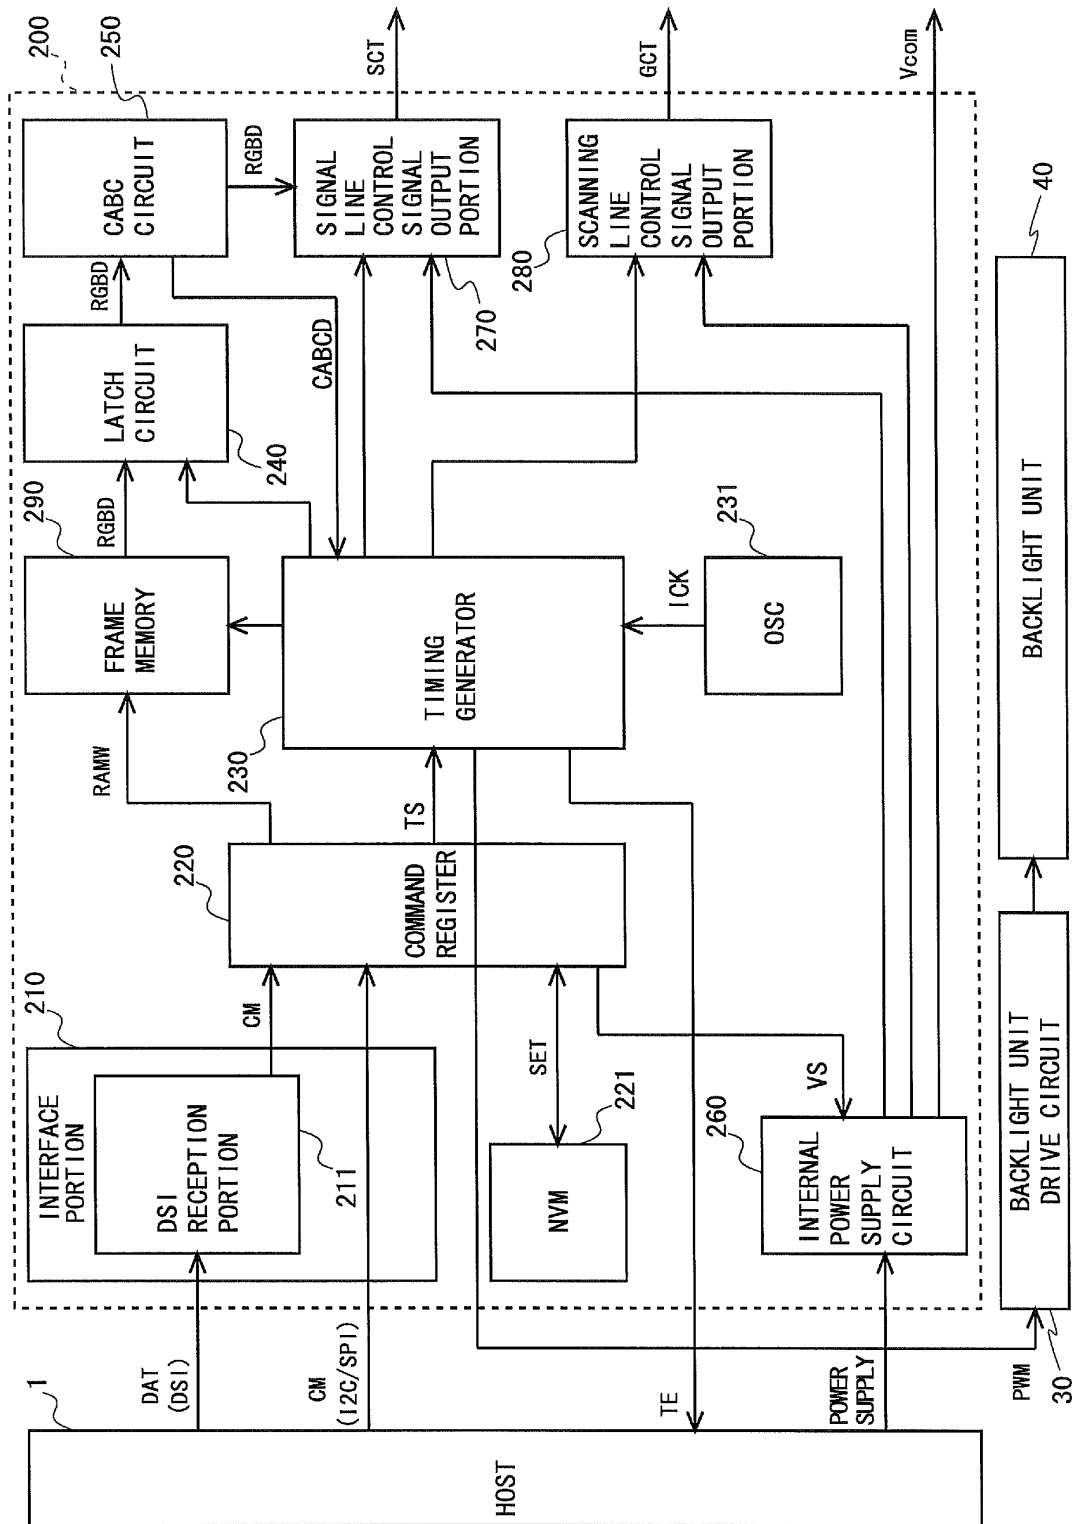 200
1
HOST
DAT
(DSI)
CM
(I2C/SPI)
TE
POWER
SUPPLY
PWM
30
210
INTERFACE
PORTION
DSI
RECEPTION
PORTION
211
CM
NVM
221
SET
260
INTERNAL
POWER
SUPPLY
CIRCUIT
VS
BACKLIGHT UNIT
DRIVE CIRCUIT
220
COMMAND
REGISTER
RAMW
TS
230
TIMING
GENERATOR
290
FRAME
MEMORY
RGBD
ICK
OSC
231
BACKLIGHT UNIT
40
LATCH
CIRCUIT
240
RGBD
CABCD
250
CABC
CIRCUIT
RGBD
SIGNAL
LINE
CONTROL
SIGNAL
OUTPUT
PORTION
270
280
SCANNING
LINE
CONTROL
SIGNAL
OUTPUT
PORTION
SCT
GCT
Vcom